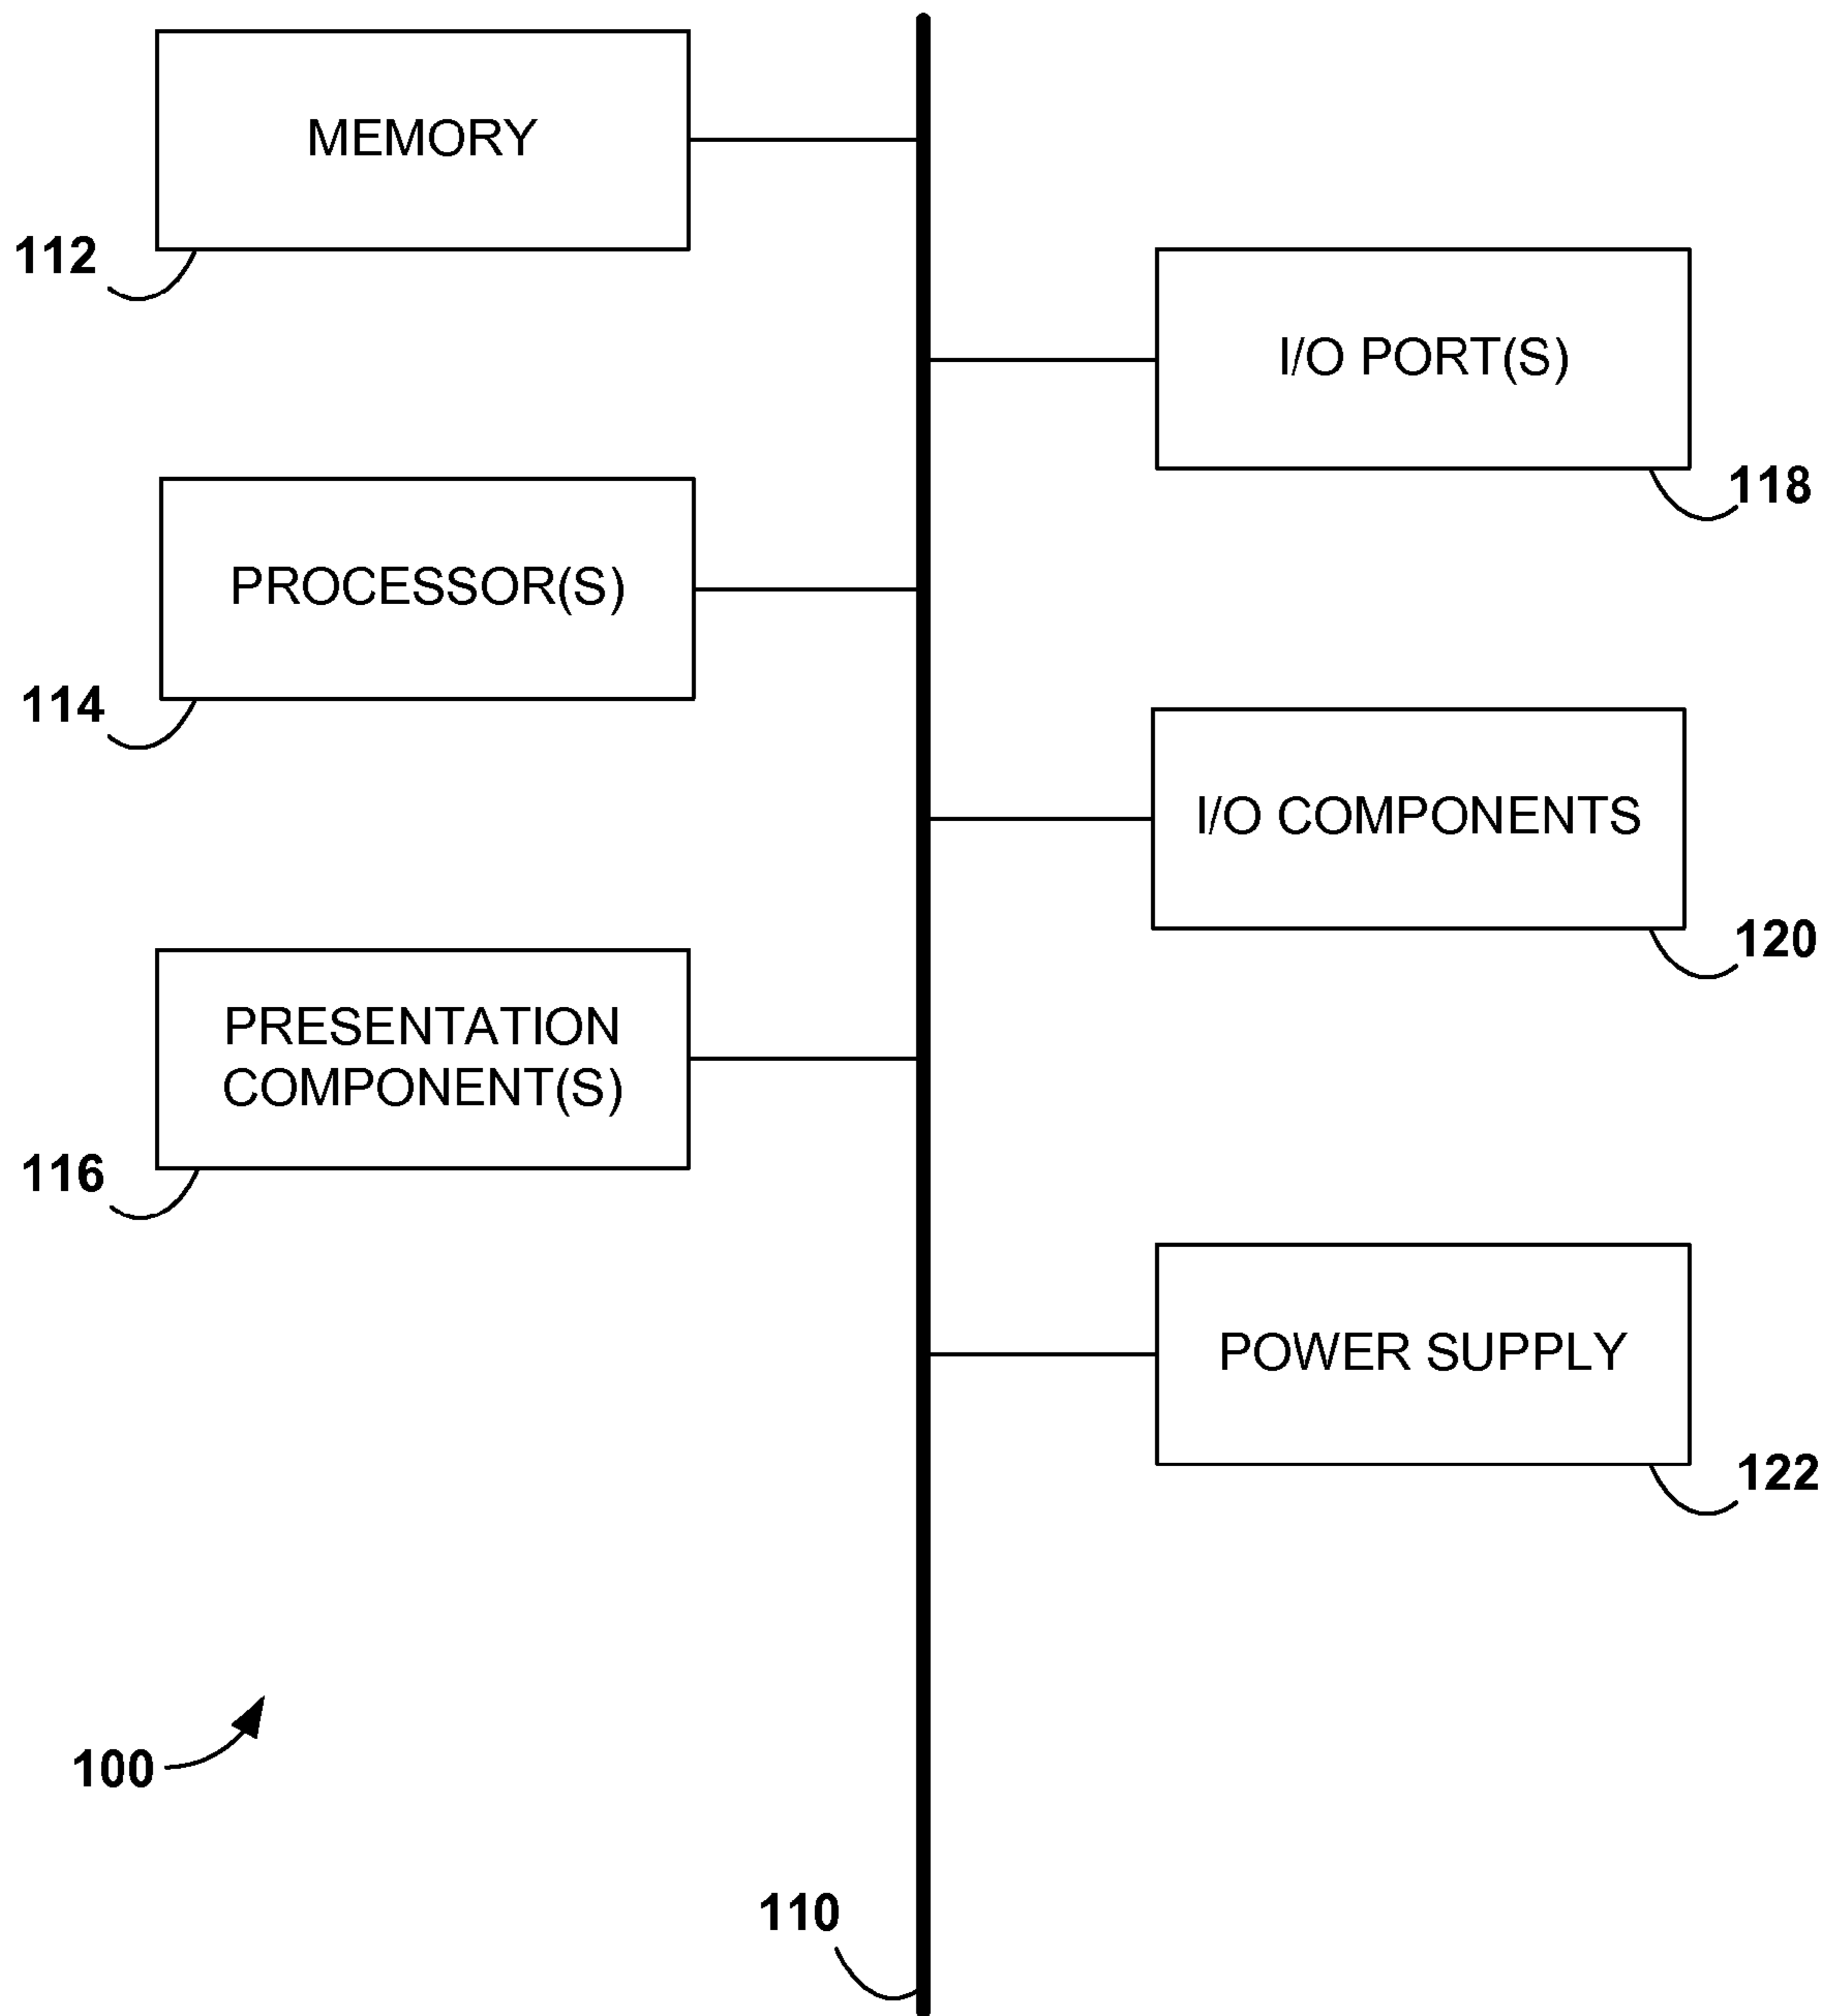 MEMORY
112
I/O PORT(S)
118
PROCESSOR(S)
114
I/O COMPONENTS
120
PRESENTATION
COMPONENT(S)
116
POWER SUPPLY
122
100
110